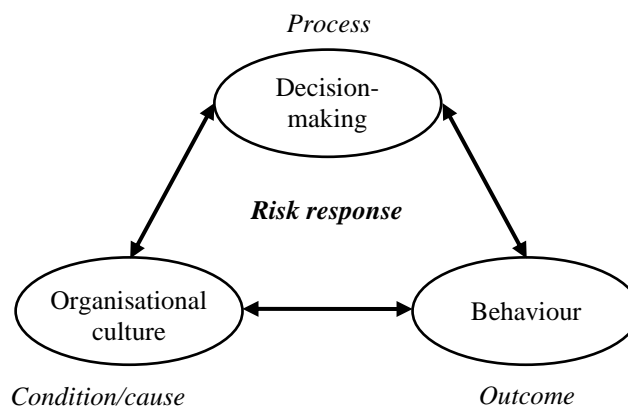 Process
Decision-
making
Risk response
Organisational
culture
Behaviour
Condition/cause
Outcome